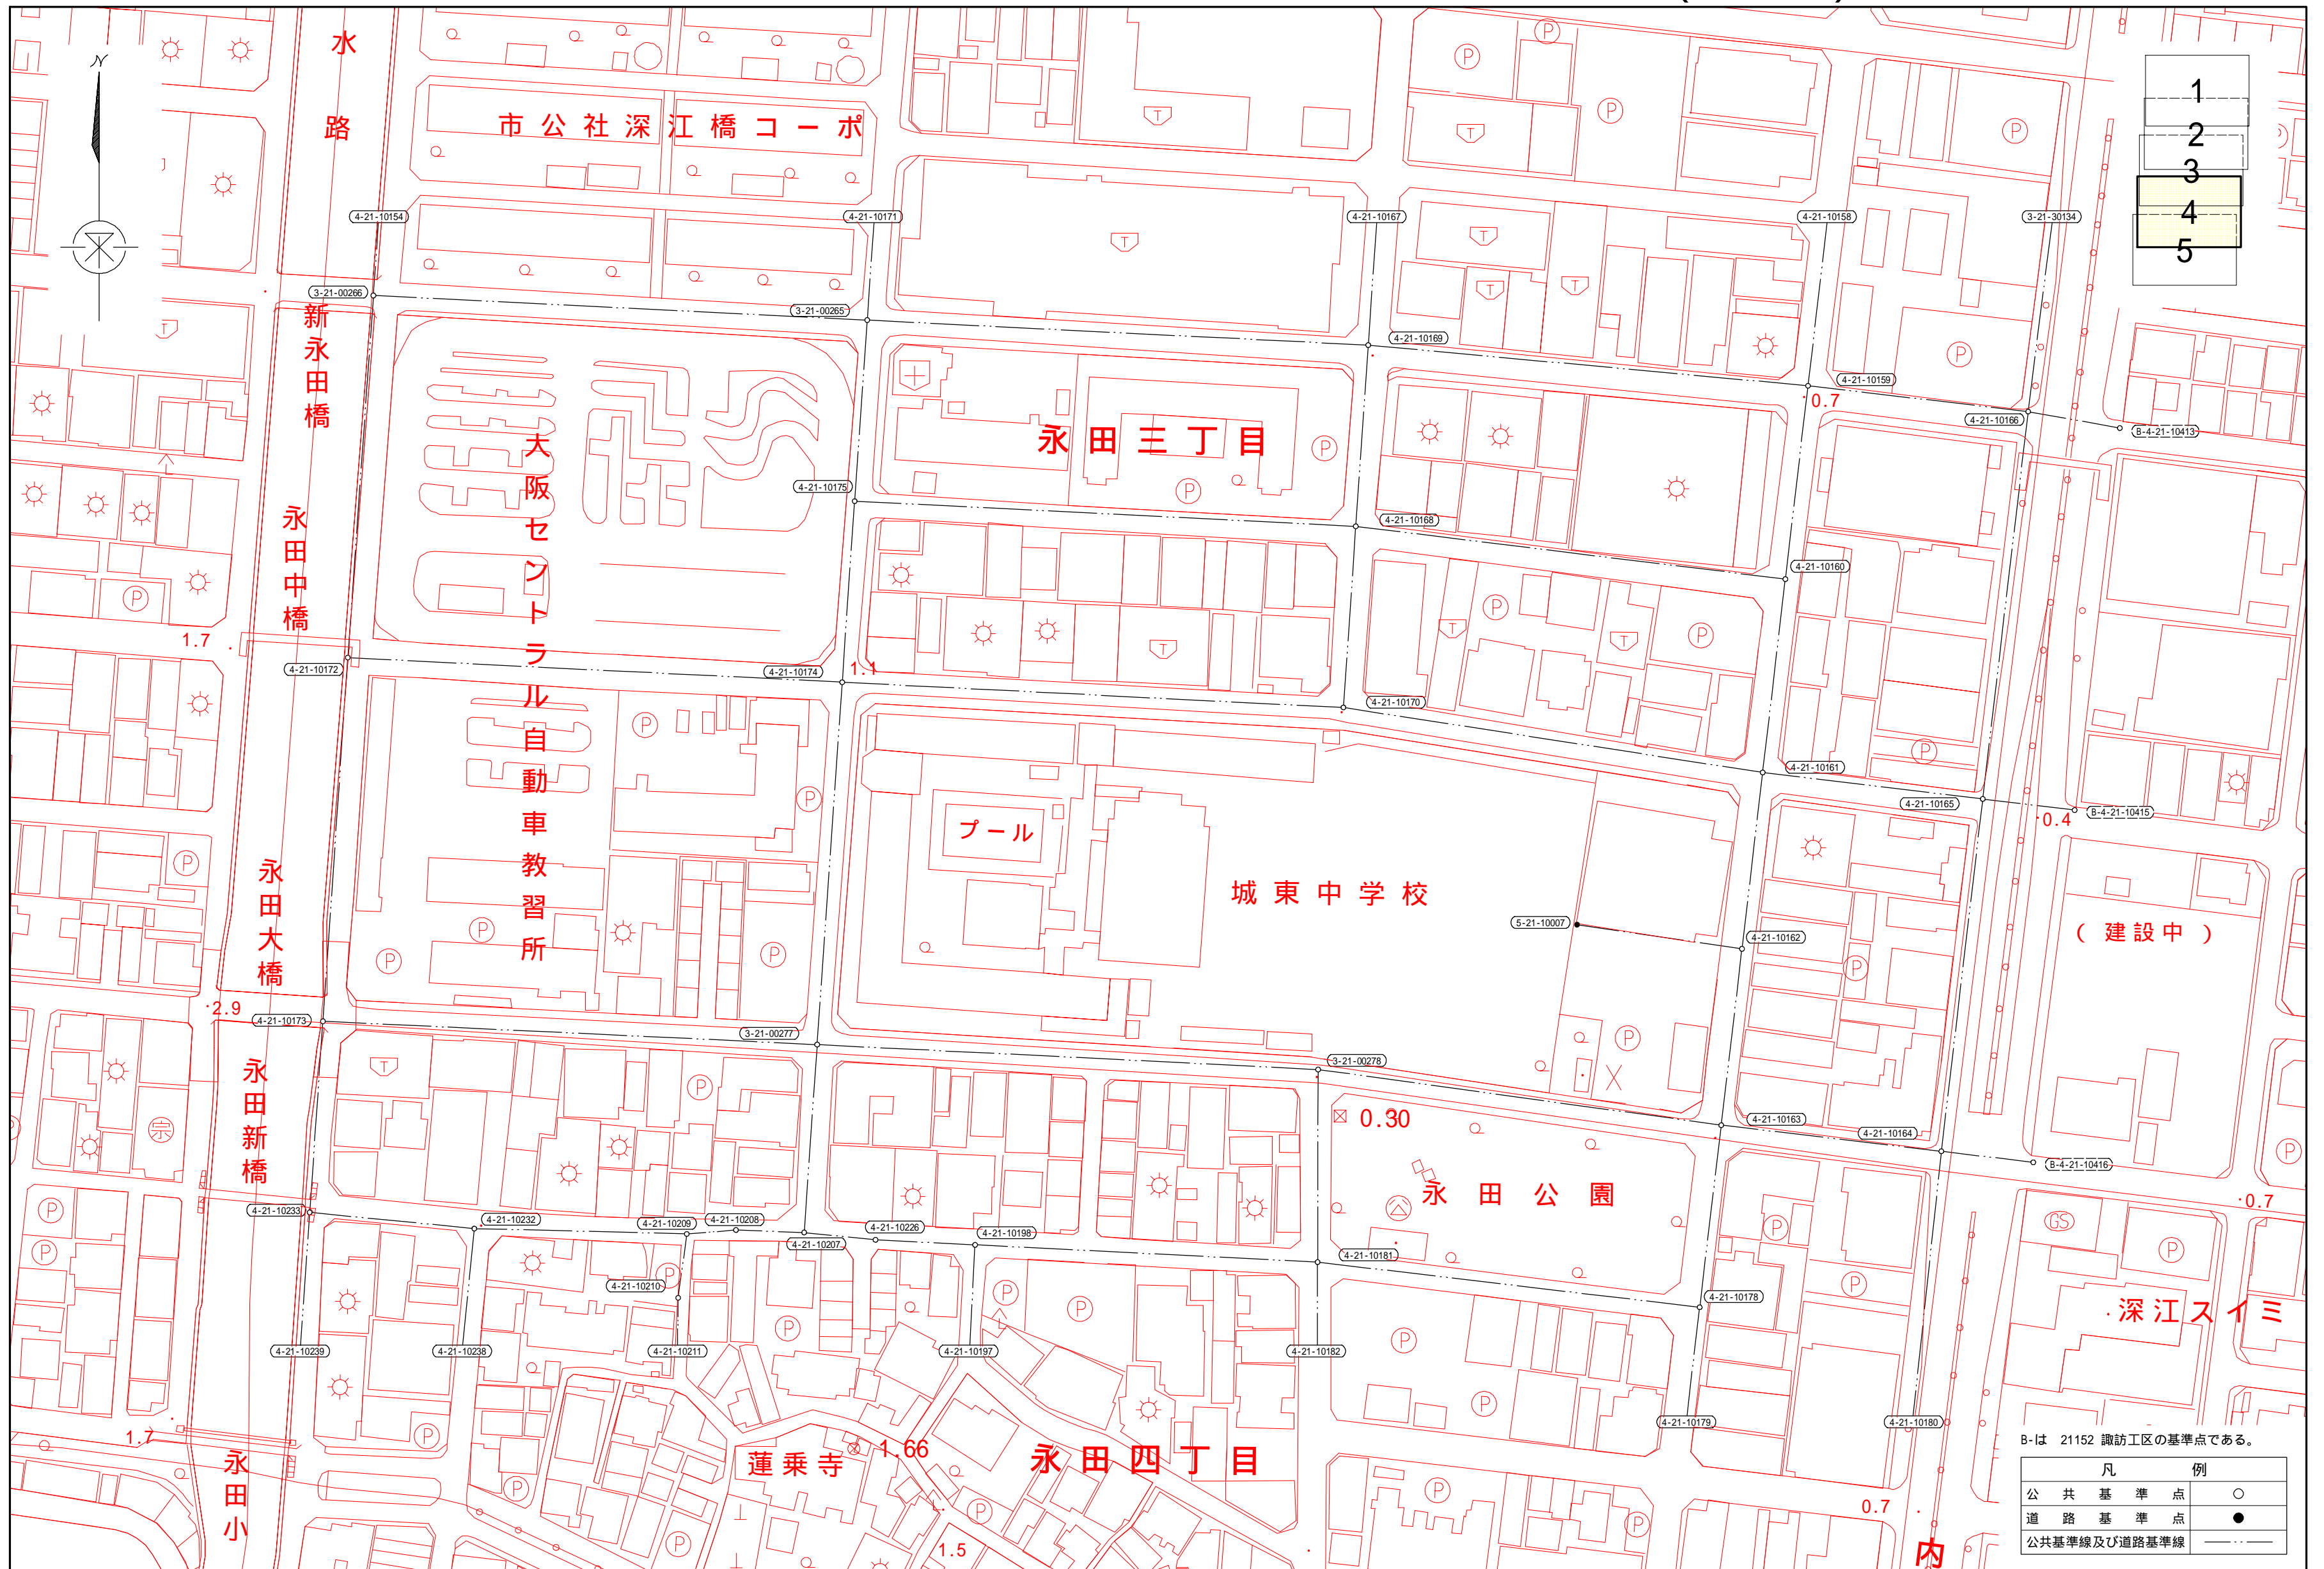 N
水路
市公社深江橋コーポ
1
2
3
4
5
4-21-10154
4-21-10171
4-21-10167
4-21-10158
3-21-30134
3-21-00266
3-21-00265
4-21-10169
4-21-10159
0.7
4-21-10166
B-4-21-10413
新永田橋
大阪セントラル自動車教習所
永田三丁目
4-21-10175
4-21-10168
4-21-10160
永田中橋
1.7
4-21-10172
4-21-10174
1.1
4-21-10170
4-21-10161
4-21-10165
B-4-21-10415
0.4
プール
城東中学校
永田大橋
5-21-10007
4-21-10162
(建設中)
2.9
4-21-10173
3-21-00277
3-21-00278
永田新橋
0.30
4-21-10163
4-21-10164
B-4-21-10416
宗
永田公園
0.7
GS
4-21-10233
4-21-10232
4-21-10209
4-21-10208
4-21-10207
4-21-10226
4-21-10198
4-21-10181
4-21-10210
4-21-10178
深江スイミ
4-21-10239
4-21-10238
4-21-10211
4-21-10197
4-21-10182
4-21-10179
4-21-10180
1.7
永田小
蓮乗寺
1.66
永田四丁目
1.5
0.7
内
B-は 21152 諏訪工区の基準点である。
凡例
公共基準点 ○
道路基準点 ●
公共基準線及び道路基準線